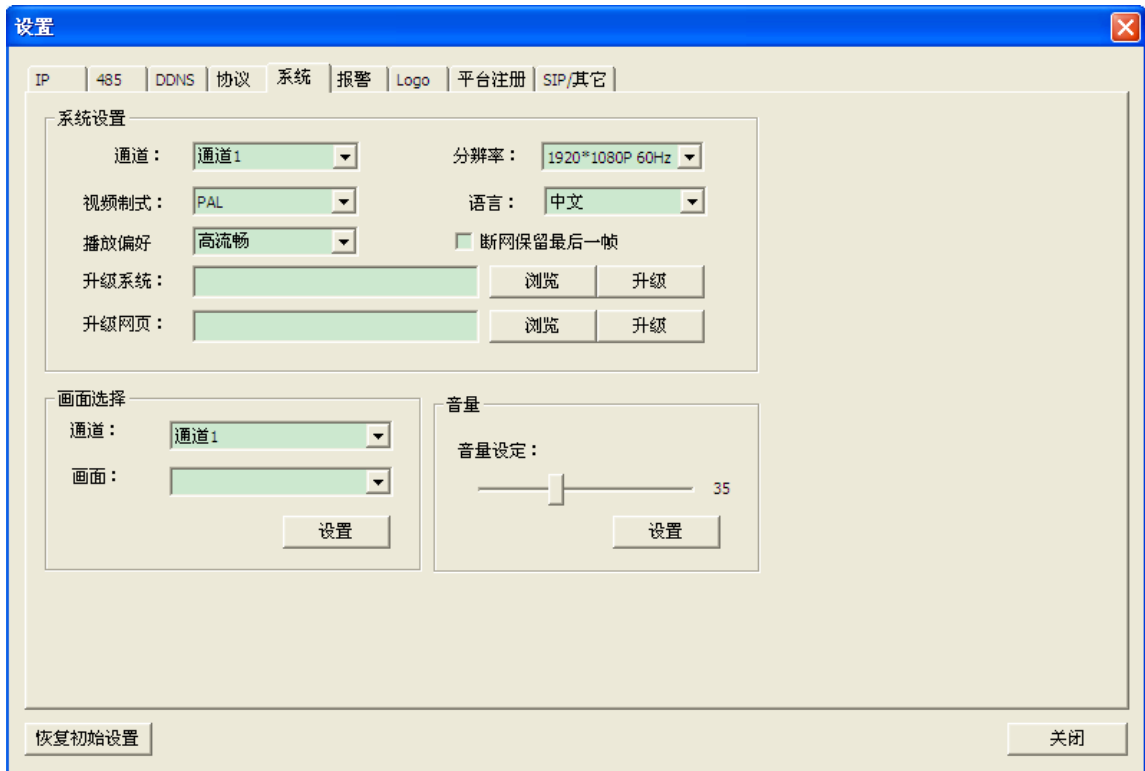 设置
IP 485 DDNS 协议 系统 报警 Logo 平台注册 SIP/其它
系统设置
通道： 通道1 分辨率： 1920*1080P 60Hz
视频制式： PAL 语言： 中文
播放偏好 高流畅 断网保留最后一帧
升级系统： 浏览 升级
升级网页： 浏览 升级
画面选择
通道： 通道1
画面：
设置
音量
音量设定：
35
设置
恢复初始设置 关闭